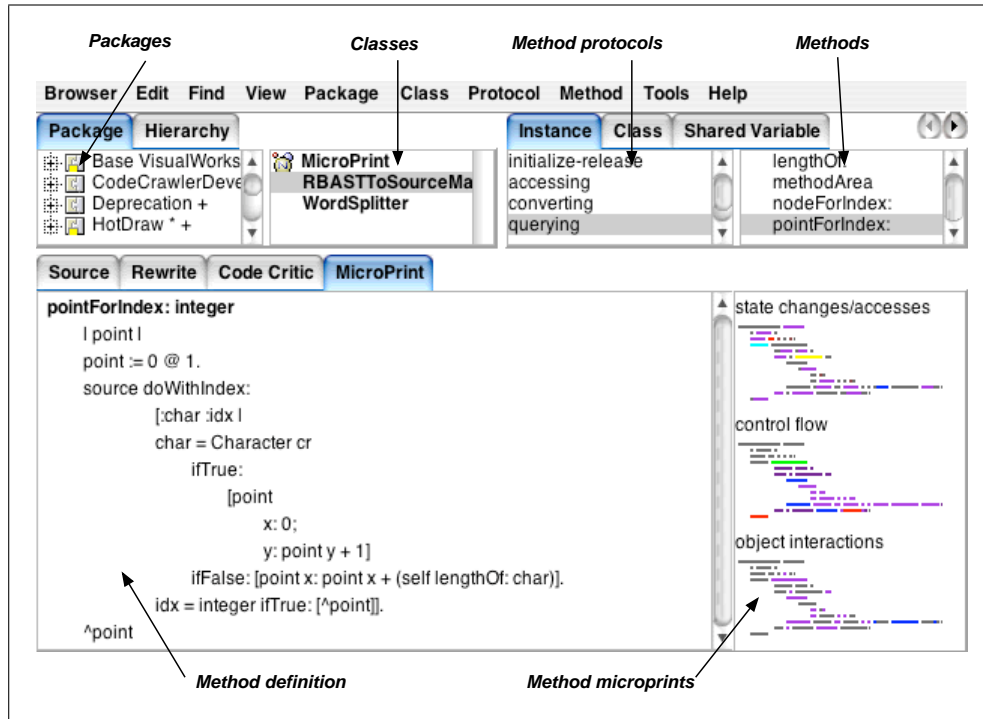 Packages Classes Method protocols Methods
Browser Edit Find View Package Class Protocol Method Tools Help
Package Hierarchy Instance Class Shared Variable
Base VisualWorks MicroPrint initialize-release lengthOf:
CodeCrawlerDeve RBASTToSourceMa accessing methodArea
Deprecation + WordSplitter converting nodeForIndex:
HotDraw * + querying pointForIndex:
Source Rewrite Code Critic MicroPrint
pointForIndex: integer
| point |
point := 0 @ 1.
source doWithIndex:
[:char :idx |
char = Character cr
ifTrue:
[point
x: 0;
y: point y + 1]
ifFalse: [point x: point x + (self lengthOf: char)].
idx = integer ifTrue: [^point]].
^point
state changes/accesses
control flow
object interactions
Method definition Method microprints